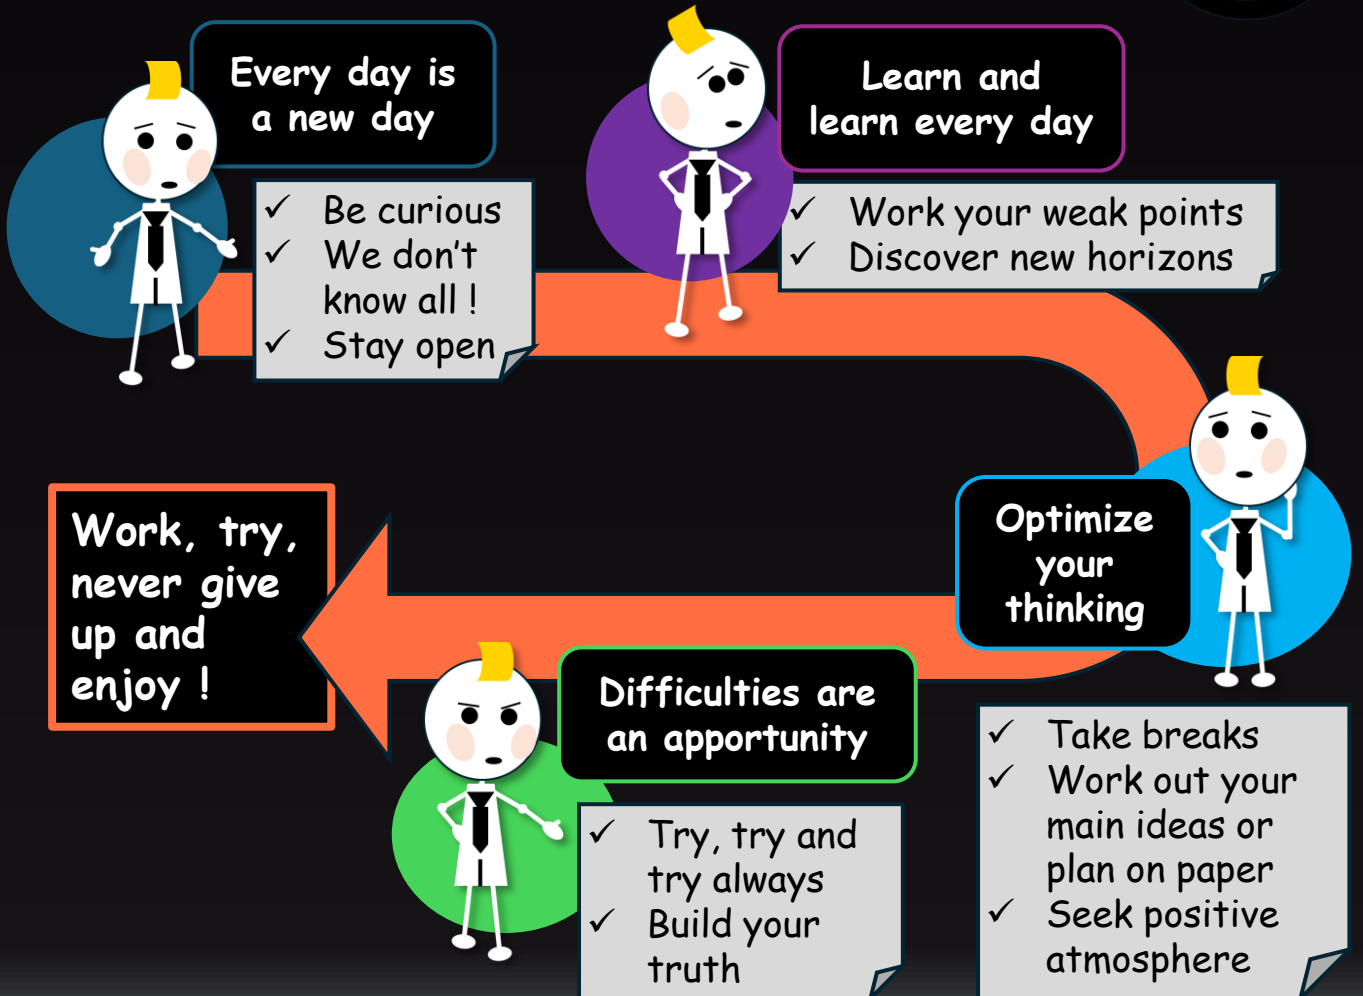 Every day is
a new day
✓ Be curious
✓ We don't
know all !
✓ Stay open
Learn and
learn every day
✓ Work your weak points
✓ Discover new horizons
Optimize
your
thinking
✓ Take breaks
✓ Work out your
main ideas or
plan on paper
✓ Seek positive
atmosphere
Difficulties are
an apportunity
✓ Try, try and
try always
✓ Build your
truth
Work, try,
never give
up and
enjoy !